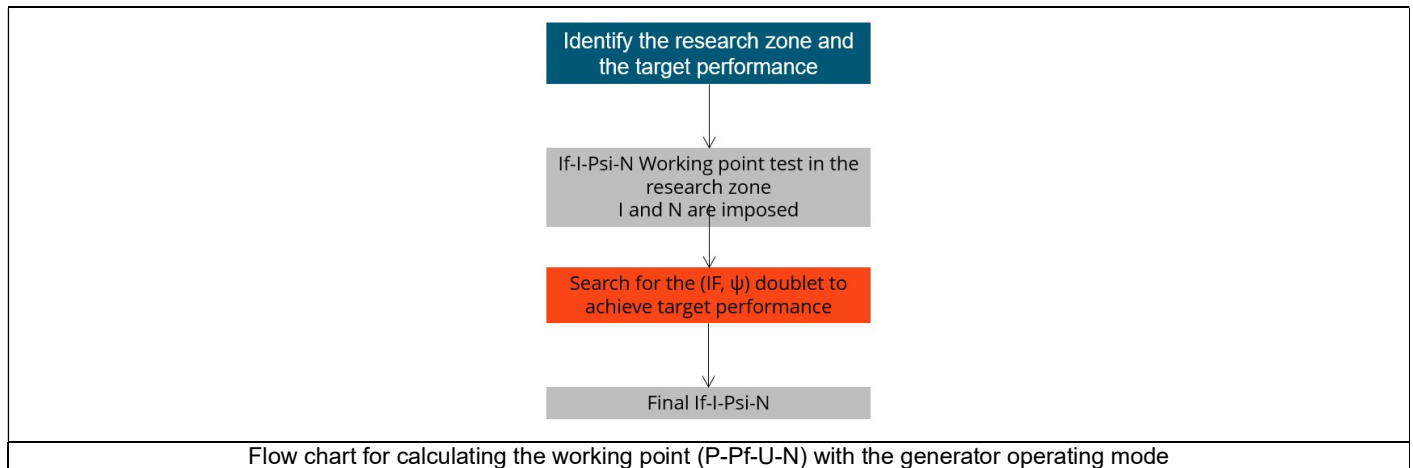 Identify the research zone and
the target performance
If-I-Psi-N Working point test in the
research zone
I and N are imposed
Search for the (IF, ψ) doublet to
achieve target performance
Final If-I-Psi-N
Flow chart for calculating the working point (P-Pf-U-N) with the generator operating mode